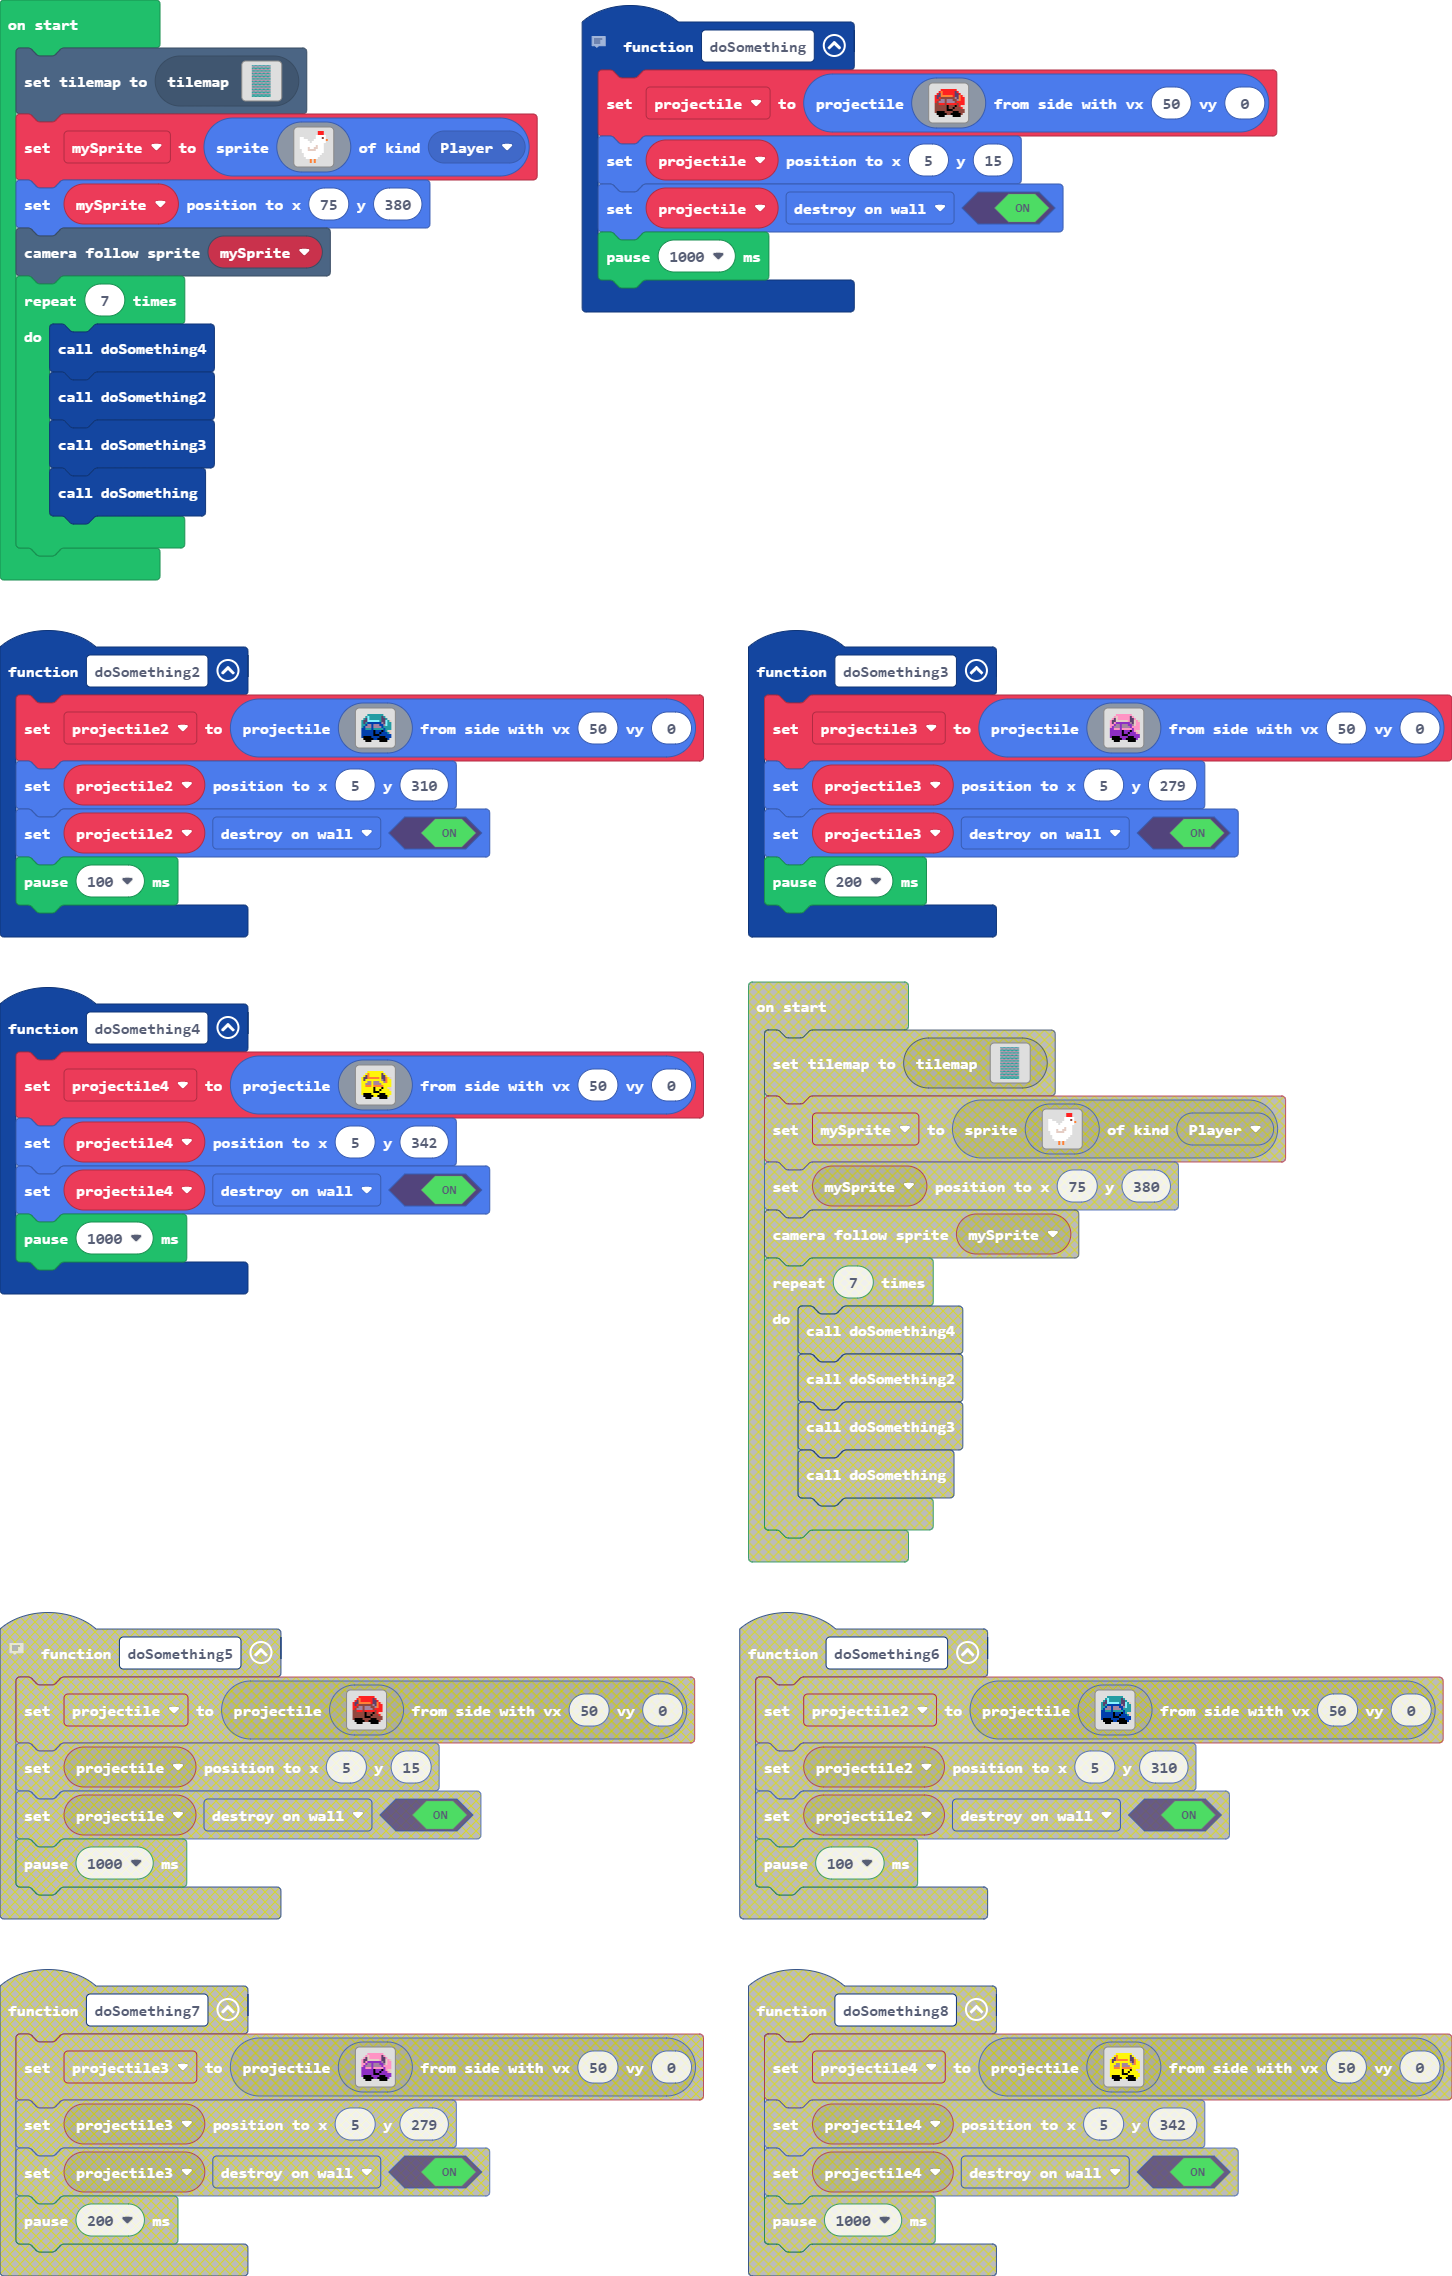 on start
set tilemap to tilemap
set mySprite to sprite of kind Player
set mySprite position to x 75 y 380
camera follow sprite mySprite
repeat 7 times
do
call doSomething4
call doSomething2
call doSomething3
call doSomething
function doSomething
set projectile to projectile from side with vx 50 vy 0
set projectile position to x 5 y 15
set projectile destroy on wall ON
pause 1000 ms
function doSomething2
set projectile2 to projectile from side with vx 50 vy 0
set projectile2 position to x 5 y 310
set projectile2 destroy on wall ON
pause 100 ms
function doSomething3
set projectile3 to projectile from side with vx 50 vy 0
set projectile3 position to x 5 y 279
set projectile3 destroy on wall ON
pause 200 ms
function doSomething4
set projectile4 to projectile from side with vx 50 vy 0
set projectile4 position to x 5 y 342
set projectile4 destroy on wall ON
pause 1000 ms
on start
set tilemap to tilemap
set mySprite to sprite of kind Player
set mySprite position to x 75 y 380
camera follow sprite mySprite
repeat 7 times
do
call doSomething4
call doSomething2
call doSomething3
call doSomething
function doSomething5
set projectile to projectile from side with vx 50 vy 0
set projectile position to x 5 y 15
set projectile destroy on wall ON
pause 1000 ms
function doSomething6
set projectile2 to projectile from side with vx 50 vy 0
set projectile2 position to x 5 y 310
set projectile2 destroy on wall ON
pause 100 ms
function doSomething7
set projectile3 to projectile from side with vx 50 vy 0
set projectile3 position to x 5 y 279
set projectile3 destroy on wall ON
pause 200 ms
function doSomething8
set projectile4 to projectile from side with vx 50 vy 0
set projectile4 position to x 5 y 342
set projectile4 destroy on wall ON
pause 1000 ms